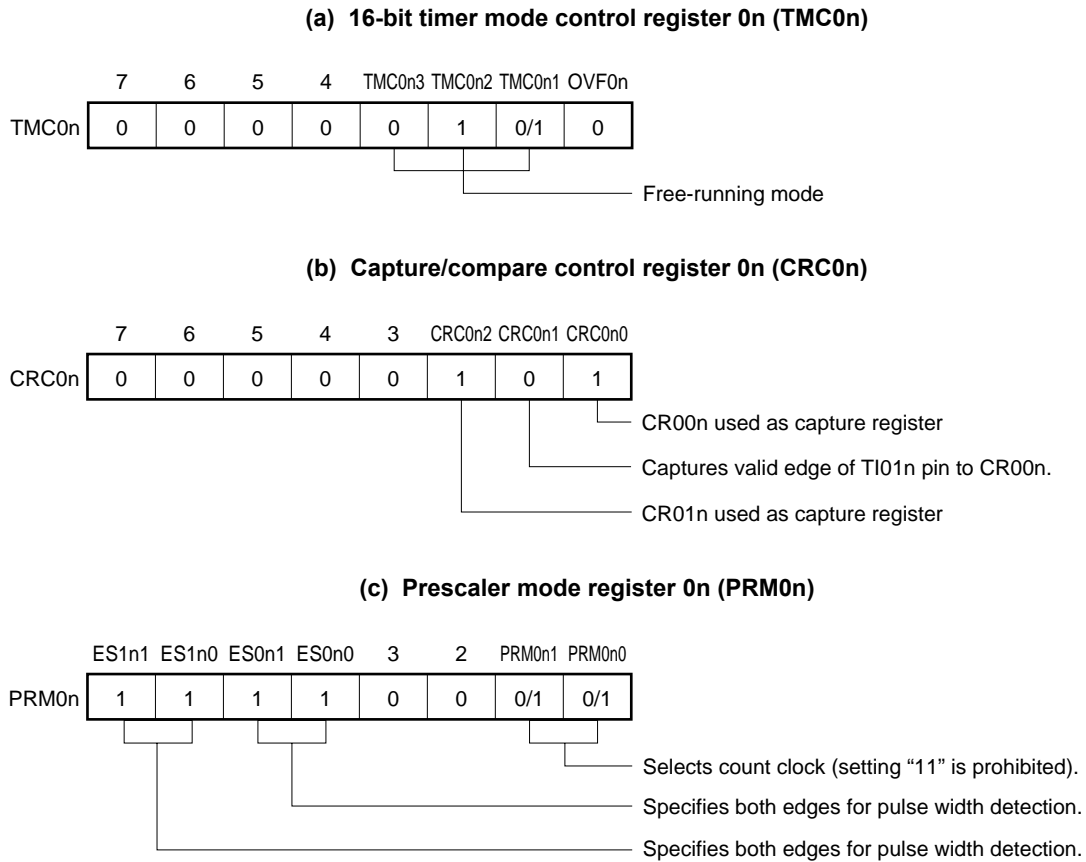 (a) 16-bit timer mode control register 0n (TMC0n)
7 6 5 4 TMC0n3 TMC0n2 TMC0n1 OVF0n
TMC0n 0 0 0 0 0 1 0/1 0
Free-running mode
(b) Capture/compare control register 0n (CRC0n)
7 6 5 4 3 CRC0n2 CRC0n1 CRC0n0
CRC0n 0 0 0 0 0 1 0 1
CR00n used as capture register
Captures valid edge of TI01n pin to CR00n.
CR01n used as capture register
(c) Prescaler mode register 0n (PRM0n)
ES1n1 ES1n0 ES0n1 ES0n0 3 2 PRM0n1 PRM0n0
PRM0n 1 1 1 1 0 0 0/1 0/1
Selects count clock (setting “11” is prohibited).
Specifies both edges for pulse width detection.
Specifies both edges for pulse width detection.